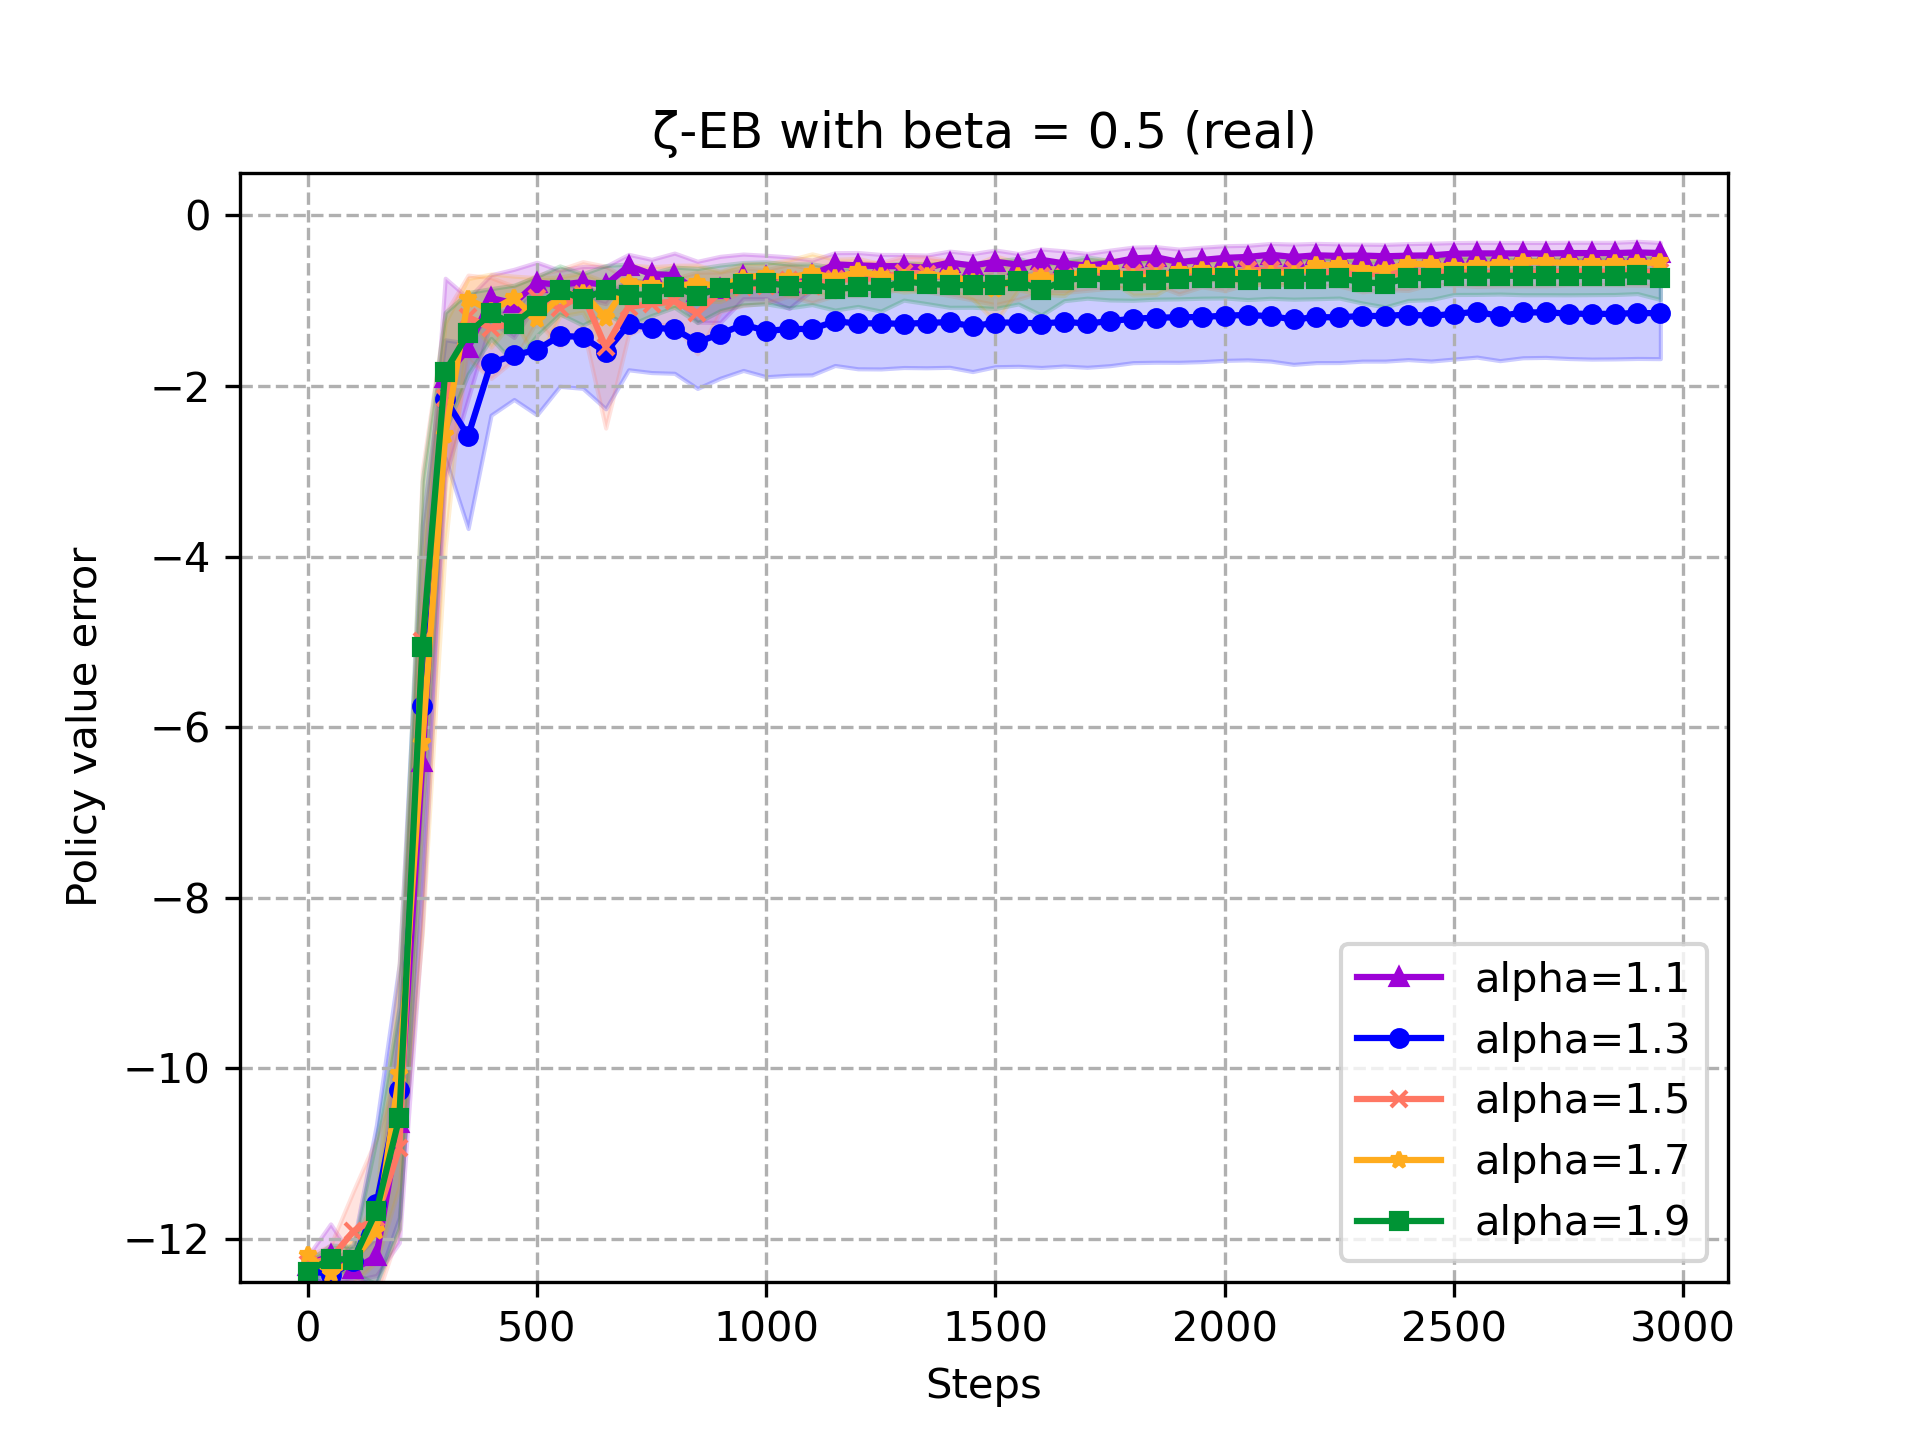 ζ-EB with beta = 0.5 (real)
Policy value error
0
−2
−4
−6
−8
−10
−12
alpha=1.1
alpha=1.3
alpha=1.5
alpha=1.7
alpha=1.9
0 500 1000 1500 2000 2500 3000
Steps